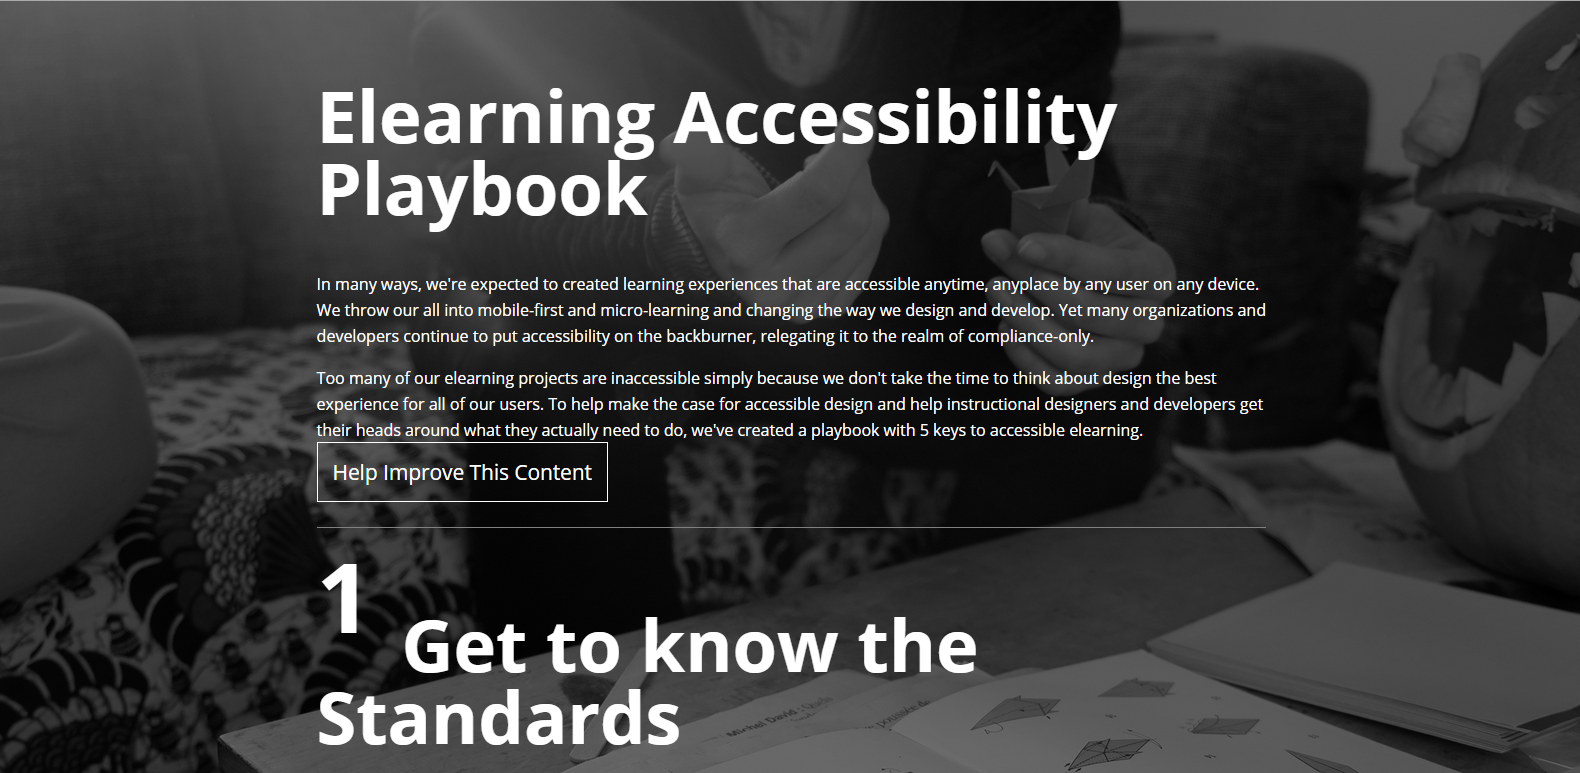 Elearning Accessibility
Playbook
In many ways, we're expected to created learning experiences that are accessible anytime, anyplace by any user on any device.
We throw our all into mobile-first and micro-learning and changing the way we design and develop. Yet many organizations and
developers continue to put accessibility on the backburner, relegating it to the realm of compliance-only.
Too many of our elearning projects are inaccessible simply because we don't take the time to think about design the best
experience for all of our users. To help make the case for accessible design and help instructional designers and developers get
their heads around what they actually need to do, we've created a playbook with 5 keys to accessible elearning.
Help Improve This Content
1
Get to know the
Standards
Michel David :